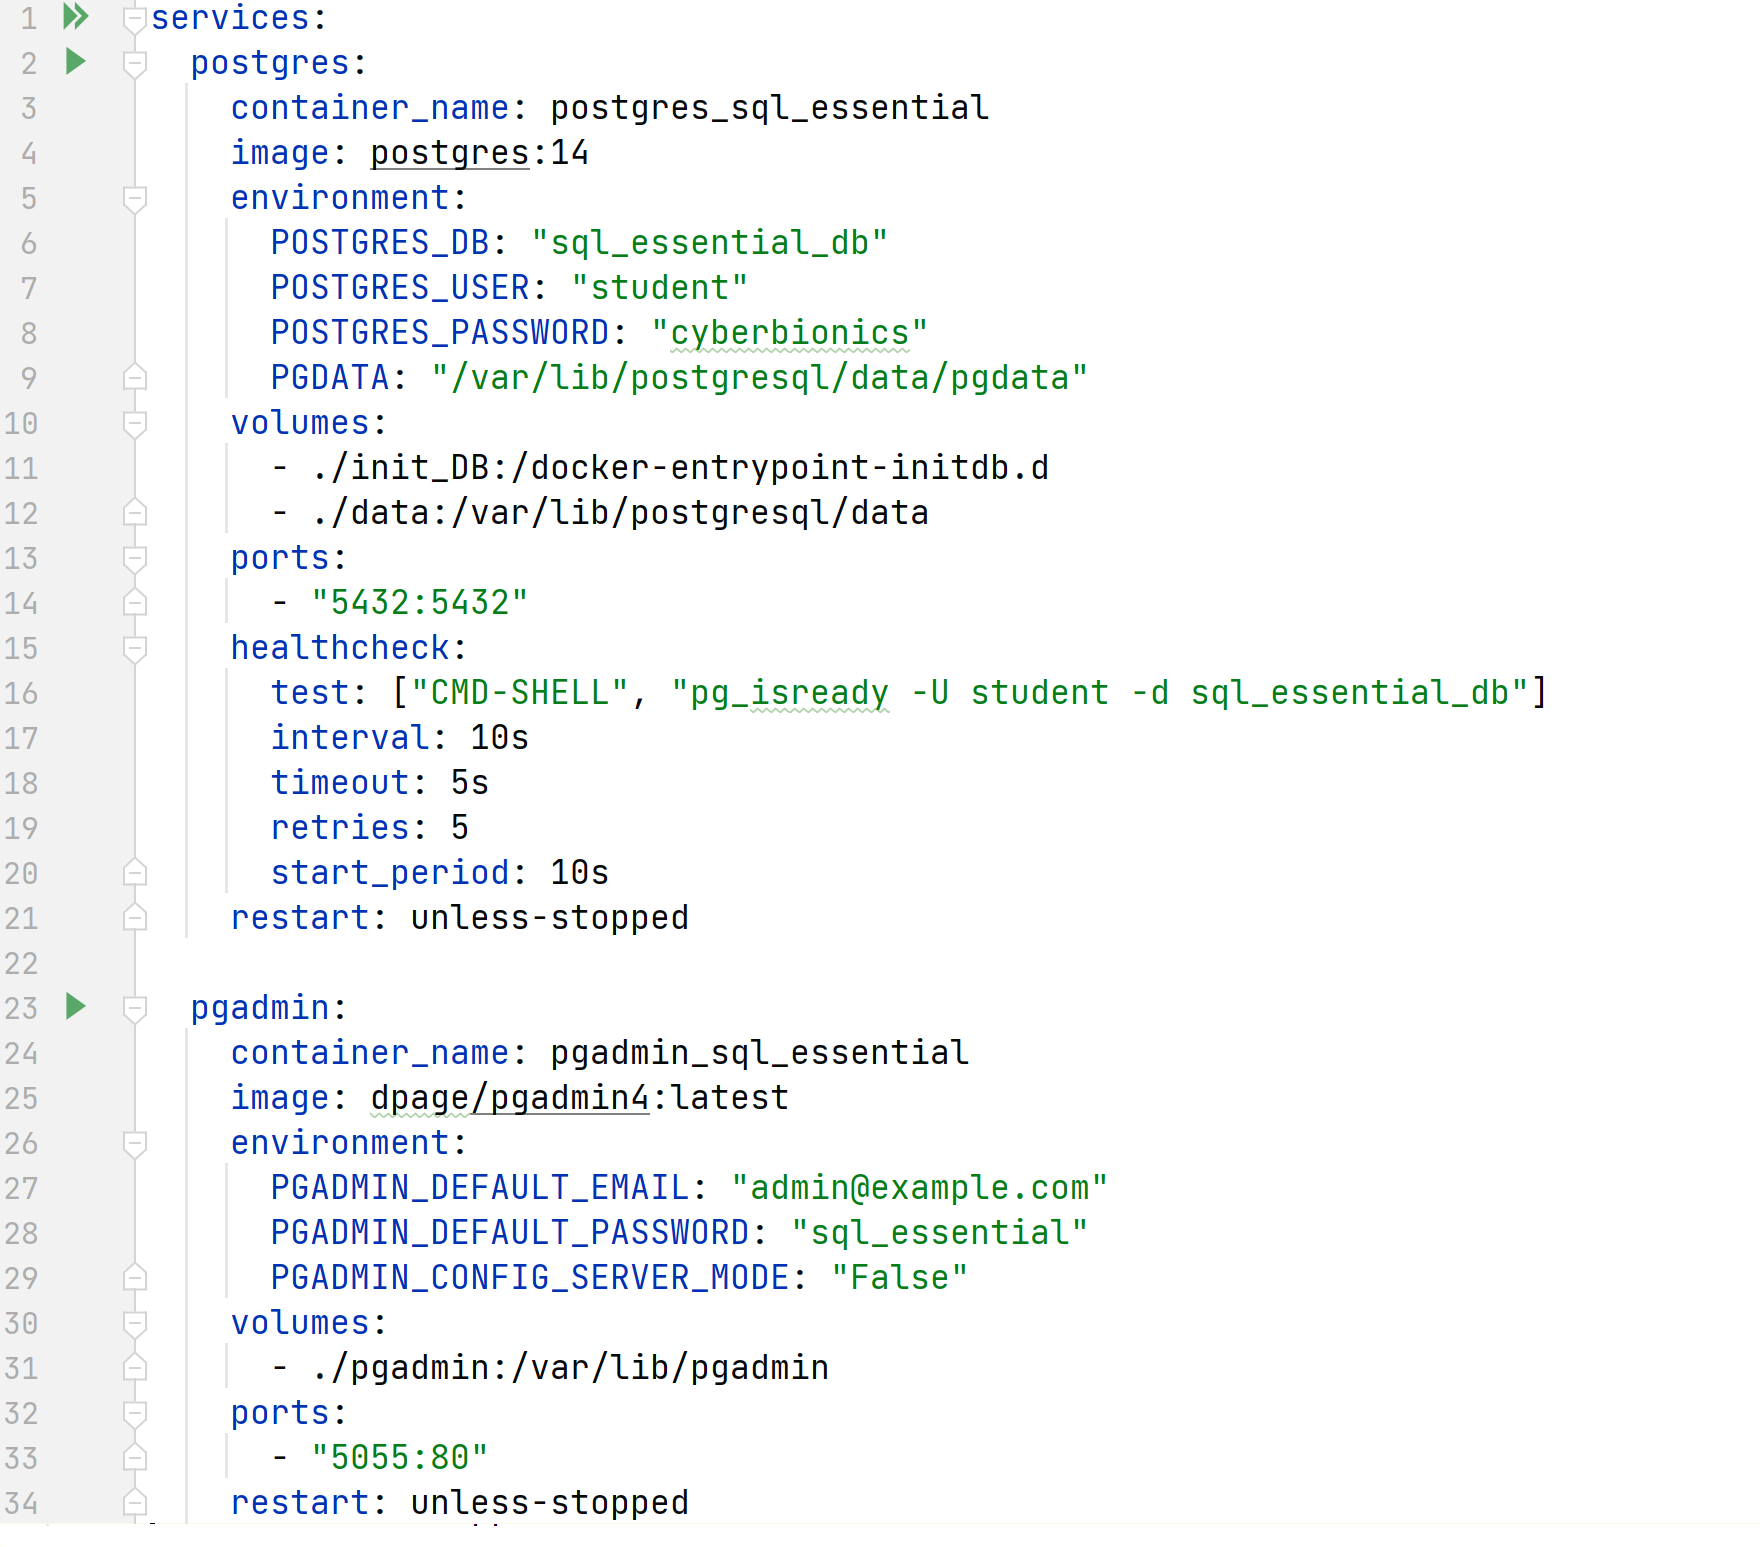 1 services:
2   postgres:
3     container_name: postgres_sql_essential
4     image: postgres:14
5     environment:
6       POSTGRES_DB: "sql_essential_db"
7       POSTGRES_USER: "student"
8       POSTGRES_PASSWORD: "cyberbionics"
9       PGDATA: "/var/lib/postgresql/data/pgdata"
10     volumes:
11       - ./init_DB:/docker-entrypoint-initdb.d
12       - ./data:/var/lib/postgresql/data
13     ports:
14       - "5432:5432"
15     healthcheck:
16       test: ["CMD-SHELL", "pg_isready -U student -d sql_essential_db"]
17       interval: 10s
18       timeout: 5s
19       retries: 5
20       start_period: 10s
21     restart: unless-stopped
22
23   pgadmin:
24     container_name: pgadmin_sql_essential
25     image: dpage/pgadmin4:latest
26     environment:
27       PGADMIN_DEFAULT_EMAIL: "admin@example.com"
28       PGADMIN_DEFAULT_PASSWORD: "sql_essential"
29       PGADMIN_CONFIG_SERVER_MODE: "False"
30     volumes:
31       - ./pgadmin:/var/lib/pgadmin
32     ports:
33       - "5055:80"
34     restart: unless-stopped